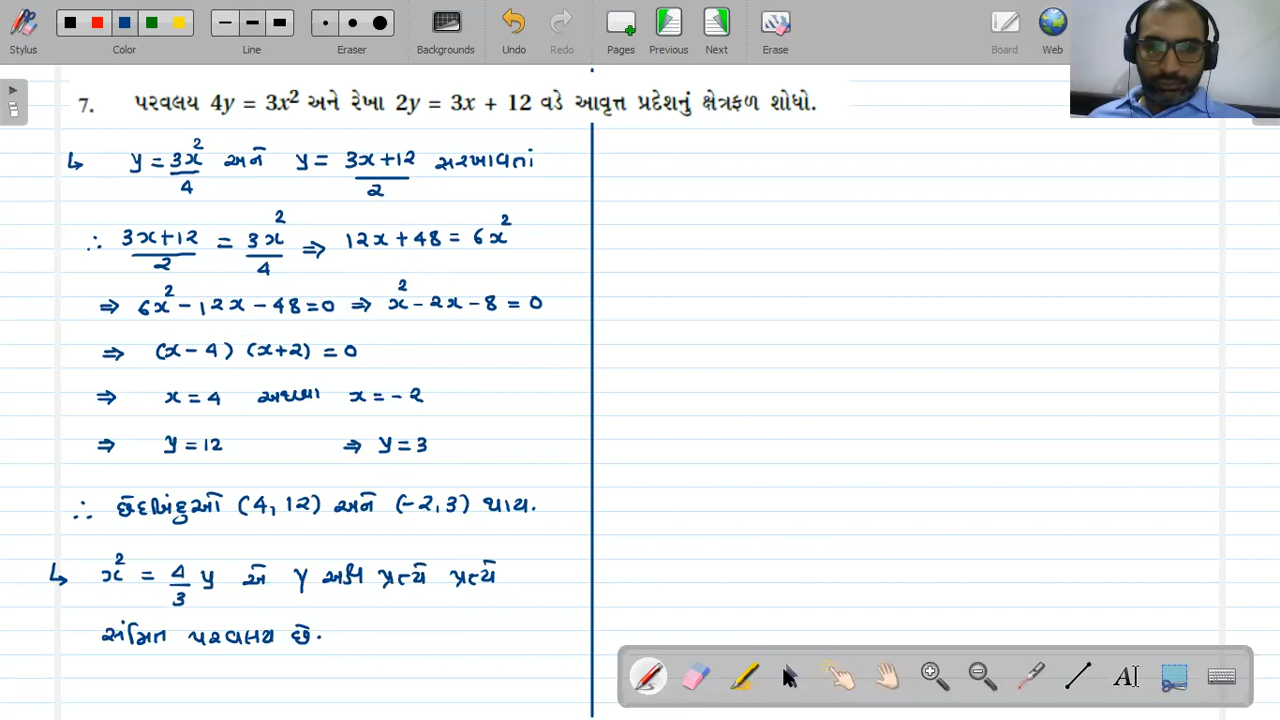 Stylus Color Line Eraser Backgrounds Undo Redo Pages Previous Next Erase Board Web
7. પરવલય 4y = 3x² અને રેખા 2y = 3x + 12 વડે આવૃત્ત પ્રદેશનું ક્ષેત્રફળ શોધો.
↳ y = 3x²/4 અને y = 3x+12/2 સરખાવતાં
∴ 3x+12/2 = 3x²/4 ⇒ 12x + 48 = 6x²
⇒ 6x² - 12x - 48 = 0 ⇒ x² - 2x - 8 = 0
⇒ (x - 4) (x+2) = 0
⇒ x = 4 અથવા x = - 2
⇒ y = 12 ⇒ y = 3
∴ છેદબિંદુઓ (4, 12) અને (-2, 3) થાય.
↳ x² = 4/3 y એ Y અક્ષ પ્રત્યે પ્રત્યે
સંમિત પરવલય છે.